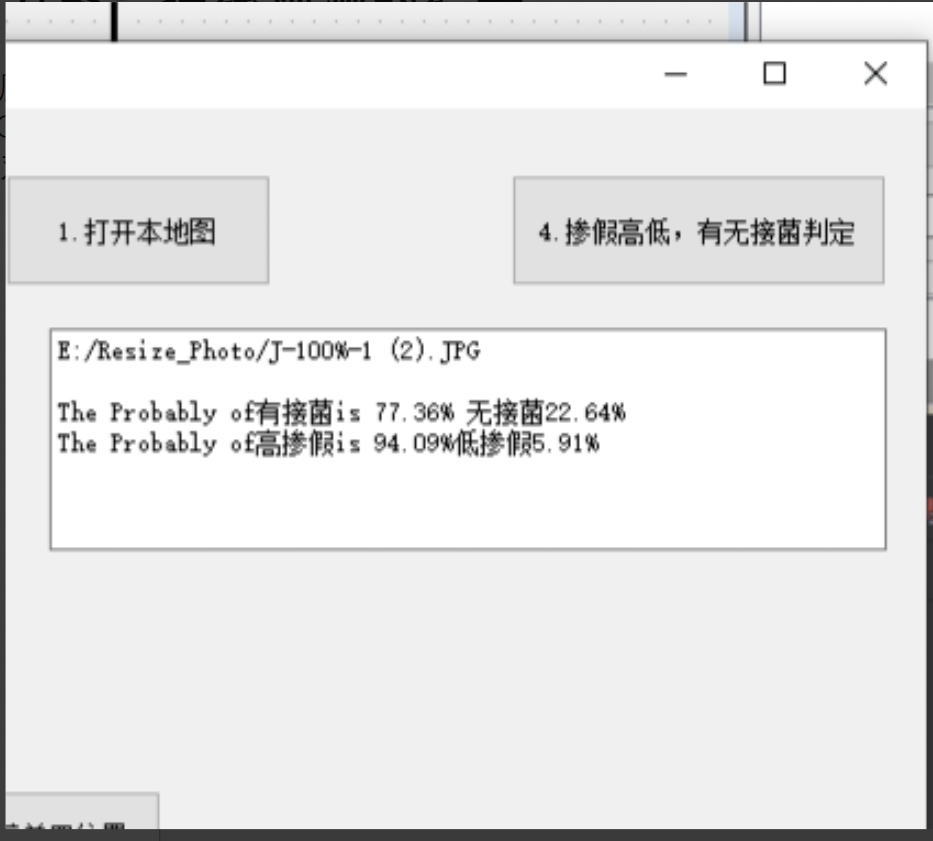 1.打开本地图
4.掺假高低，有无接菌判定
E:/Resize_Photo/J-100%-1 (2).JPG
The Probably of有接菌is 77.36% 无接菌22.64%
The Probably of高掺假is 94.09%低掺假5.91%